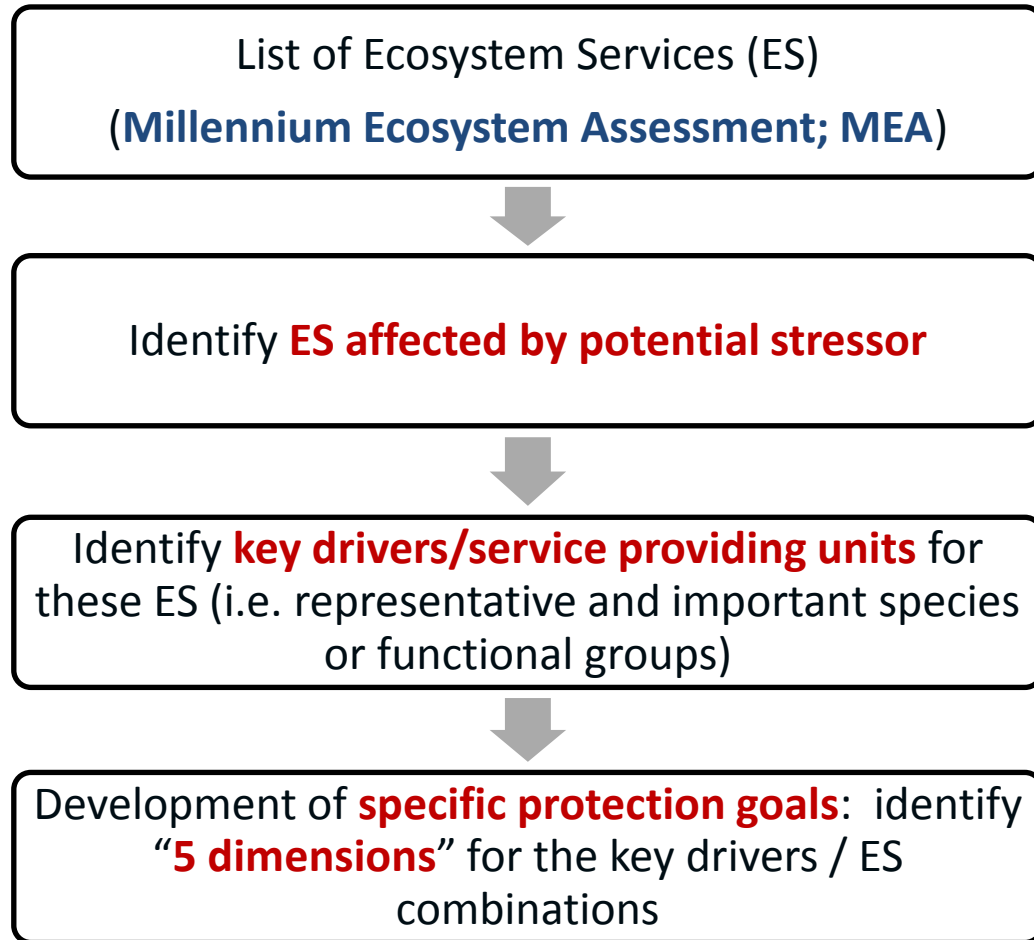 List of Ecosystem Services (ES)
(Millennium Ecosystem Assessment; MEA)
Identify ES affected by potential stressor
Identify key drivers/service providing units for
these ES (i.e. representative and important species
or functional groups)
Development of specific protection goals: identify
“5 dimensions” for the key drivers / ES
combinations